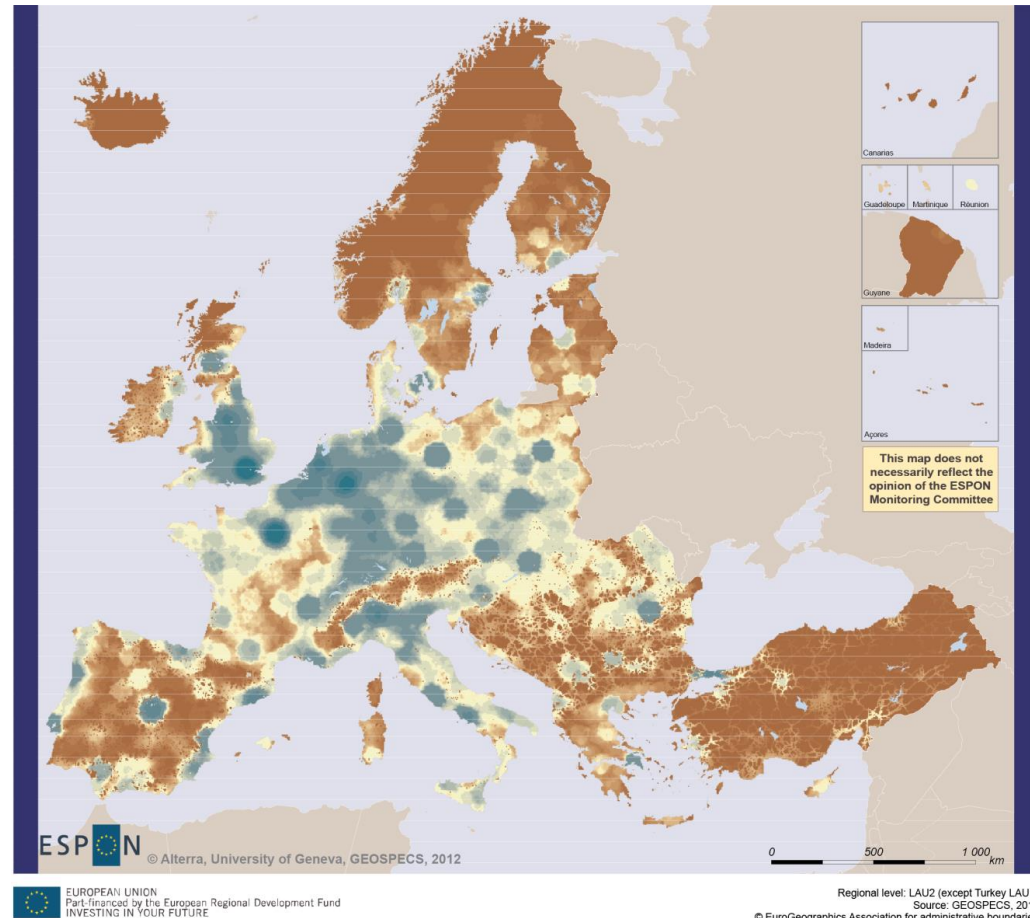 Canarias
Guadeloupe Martinique Réunion
Guyane
Madeira
Açores
This map does not
necessarily reflect the
opinion of the ESPON
Monitoring Committee
ESPON
© Alterra, University of Geneva, GEOSPECS, 2012
0 500 1 000
km
EUROPEAN UNION
Part-financed by the European Regional Development Fund
INVESTING IN YOUR FUTURE
Regional level: LAU2 (except Turkey LAU
Source: GEOSPECS, 20
© EuroGeographics Association for administrative